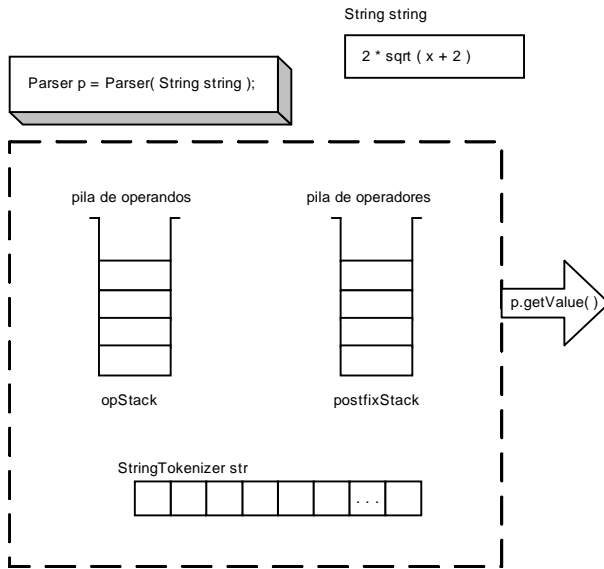 String string
2 * sqrt ( x + 2 )
Parser p = Parser( String string );
pila de operandos
pila de operadores
p.getValue( )
opStack
postfixStack
StringTokenizer str
. . .